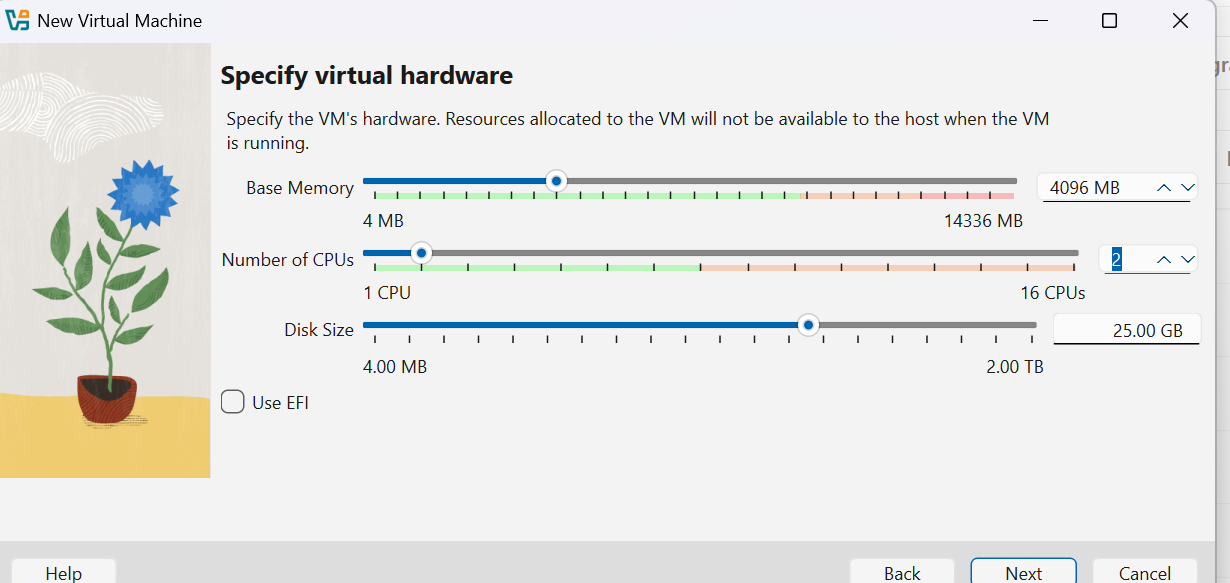 New Virtual Machine
Specify virtual hardware
Specify the VM's hardware. Resources allocated to the VM will not be available to the host when the VM
is running.
Base Memory
4096 MB
4 MB
14336 MB
Number of CPUs
2
1 CPU
16 CPUs
Disk Size
25.00 GB
4.00 MB
2.00 TB
Use EFI
Help
Back
Next
Cancel